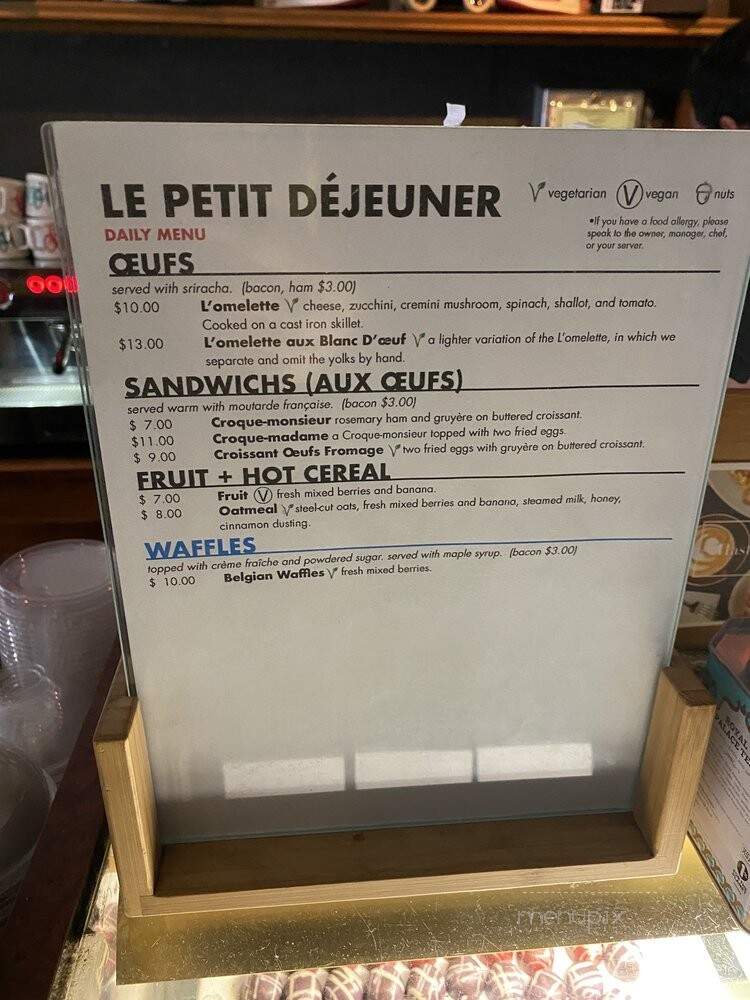 LE PETIT DÉJEUNER
vegetarian V vegan nuts
DAILY MENU
•If you have a food allergy, please
speak to the owner, manager, chef,
or your server.
ŒUFS
served with sriracha. (bacon, ham $3.00)
$10.00 L'omelette V cheese, zucchini, cremini mushroom, spinach, shallot, and tomato.
Cooked on a cast iron skillet.
$13.00 L'omelette aux Blanc D'œuf V a lighter variation of the L'omelette, in which we
separate and omit the yolks by hand.
SANDWICHS (AUX ŒUFS)
served warm with moutarde française. (bacon $3.00)
$ 7.00 Croque-monsieur rosemary ham and gruyère on buttered croissant.
$11.00 Croque-madame a Croque-monsieur topped with two fried eggs.
$ 9.00 Croissant Œufs Fromage V two fried eggs with gruyère on buttered croissant.
FRUIT + HOT CEREAL
$ 7.00 Fruit V fresh mixed berries and banana.
$ 8.00 Oatmeal V steel-cut oats, fresh mixed berries and banana, steamed milk, honey,
cinnamon dusting.
WAFFLES
topped with crème fraîche and powdered sugar. served with maple syrup. (bacon $3.00)
$ 10.00 Belgian Waffles V fresh mixed berries.
ROYAL
PALACE TE
menupix